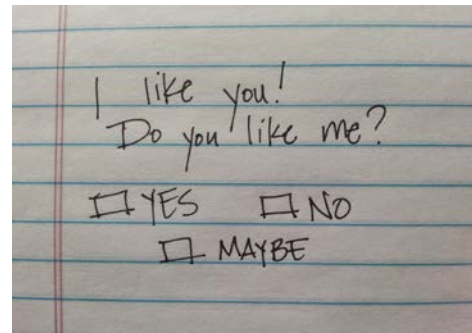 I like you!
Do you like me?
☐ YES ☐ NO
☐ MAYBE